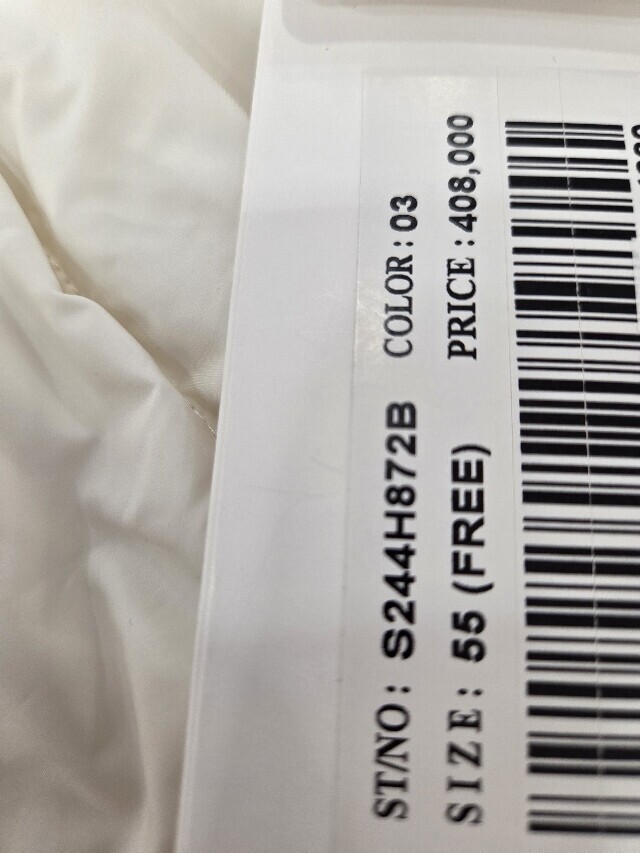 ST/NO : S244H872B COLOR : 03
SIZE : 55 (FREE) PRICE : 408,000